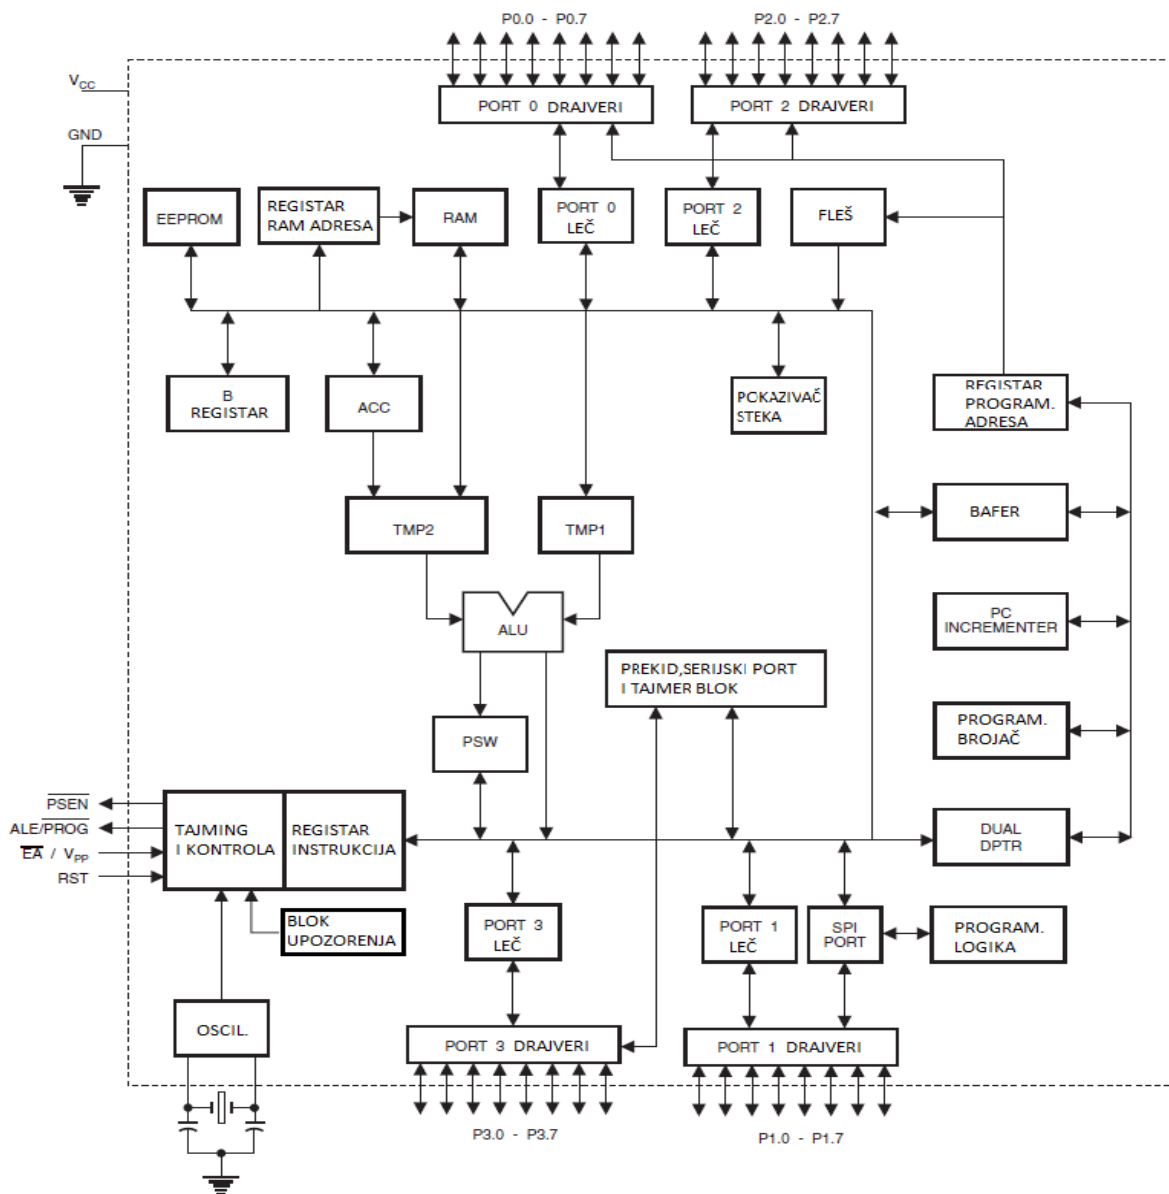 P0.0 - P0.7
P2.0 - P2.7
VCC
PORT 0 DRAJVERI
PORT 2 DRAJVERI
GND
EEPROM
REGISTAR
RAM ADRESA
RAM
PORT 0
LEČ
PORT 2
LEČ
FLEŠ
B
REGISTAR
ACC
POKAZIVAČ
STEKA
REGISTAR
PROGRAM.
ADRESA
TMP2
TMP1
BAFER
ALU
PC
INCREMENTER
PREKID,SERIJSKI PORT
I TAJMER BLOK
PSW
PROGRAM.
BROJAČ
PSEN
ALE/PROG
EA / VPP
RST
TAJMING
I KONTROLA
REGISTAR
INSTRUKCIJA
DUAL
DPTR
BLOK
UPOZORENJA
PORT 3
LEČ
PORT 1
LEČ
SPI
PORT
PROGRAM.
LOGIKA
OSCIL.
PORT 3 DRAJVERI
PORT 1 DRAJVERI
P3.0 - P3.7
P1.0 - P1.7